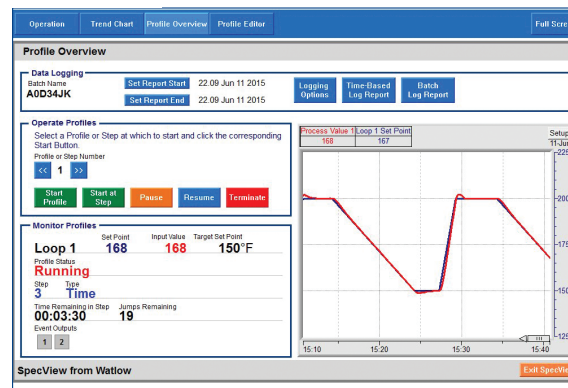 Operation Trend Chart Profile Overview Profile Editor Full Scre
Profile Overview
Data Logging
Batch Name
A0D34JK
Set Report Start 22.09 Jun 11 2015
Set Report End 22.09 Jun 11 2015
Logging Options
Time-Based Log Report
Batch Log Report
Operate Profiles
Select a Profile or Step at which to start and click the corresponding
Start Button.
Profile or Step Number
<< 1 >>
Start Profile
Start at Step
Pause
Resume
Terminate
Monitor Profiles
Set Point Input Value Target Set Point
Loop 1 168 168 150°F
Profile Status
Running
Step Type
3 Time
Time Remaining in Step Jumps Remaining
00:03:30 19
Event Outputs
1 2
Process Value 1 Loop 1 Set Point
168 167
Setup
11-Jun
225
200
175
150
125
15:10 15:20 15:30 15:40
SpecView from Watlow
Exit SpecVie